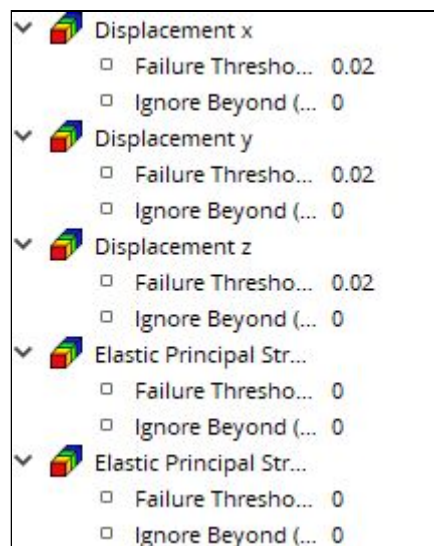 Displacement x
Failure Thresho... 0.02
Ignore Beyond (... 0
Displacement y
Failure Thresho... 0.02
Ignore Beyond (... 0
Displacement z
Failure Thresho... 0.02
Ignore Beyond (... 0
Elastic Principal Str...
Failure Thresho... 0
Ignore Beyond (... 0
Elastic Principal Str...
Failure Thresho... 0
Ignore Beyond (... 0